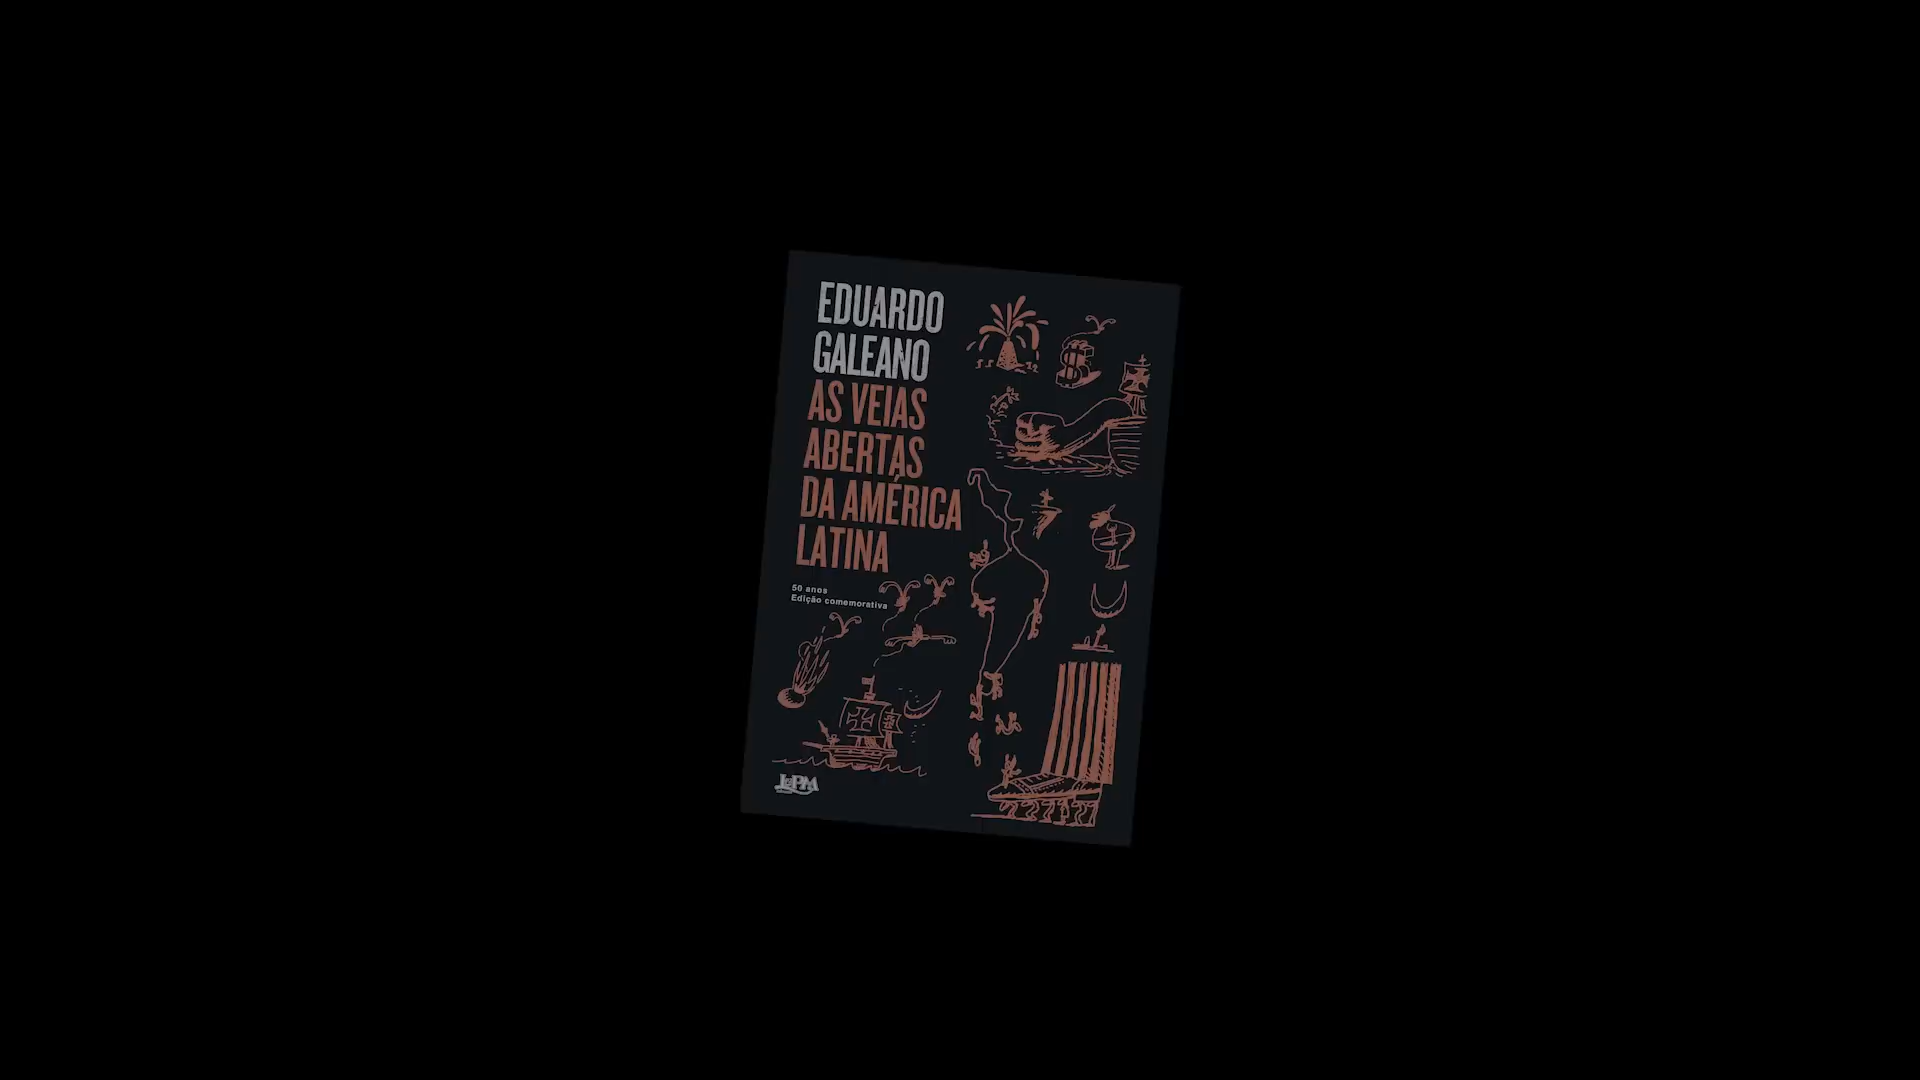 EDUARDO
GALEANO
AS VEIAS
ABERTAS
DA AMÉRICA
LATINA
50 anos
Edição comemorativa
L&PM